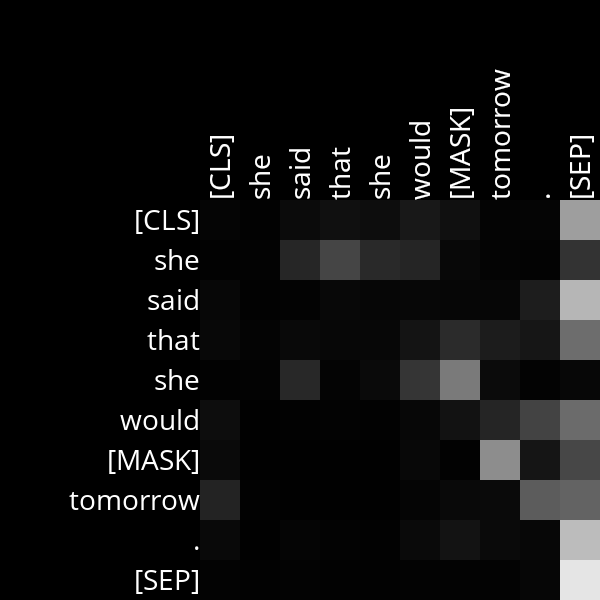 [CLS]
she
said
that
she
would
[MASK]
tomorrow
.
[SEP]
[CLS]
she
said
that
she
would
[MASK]
tomorrow
.
[SEP]